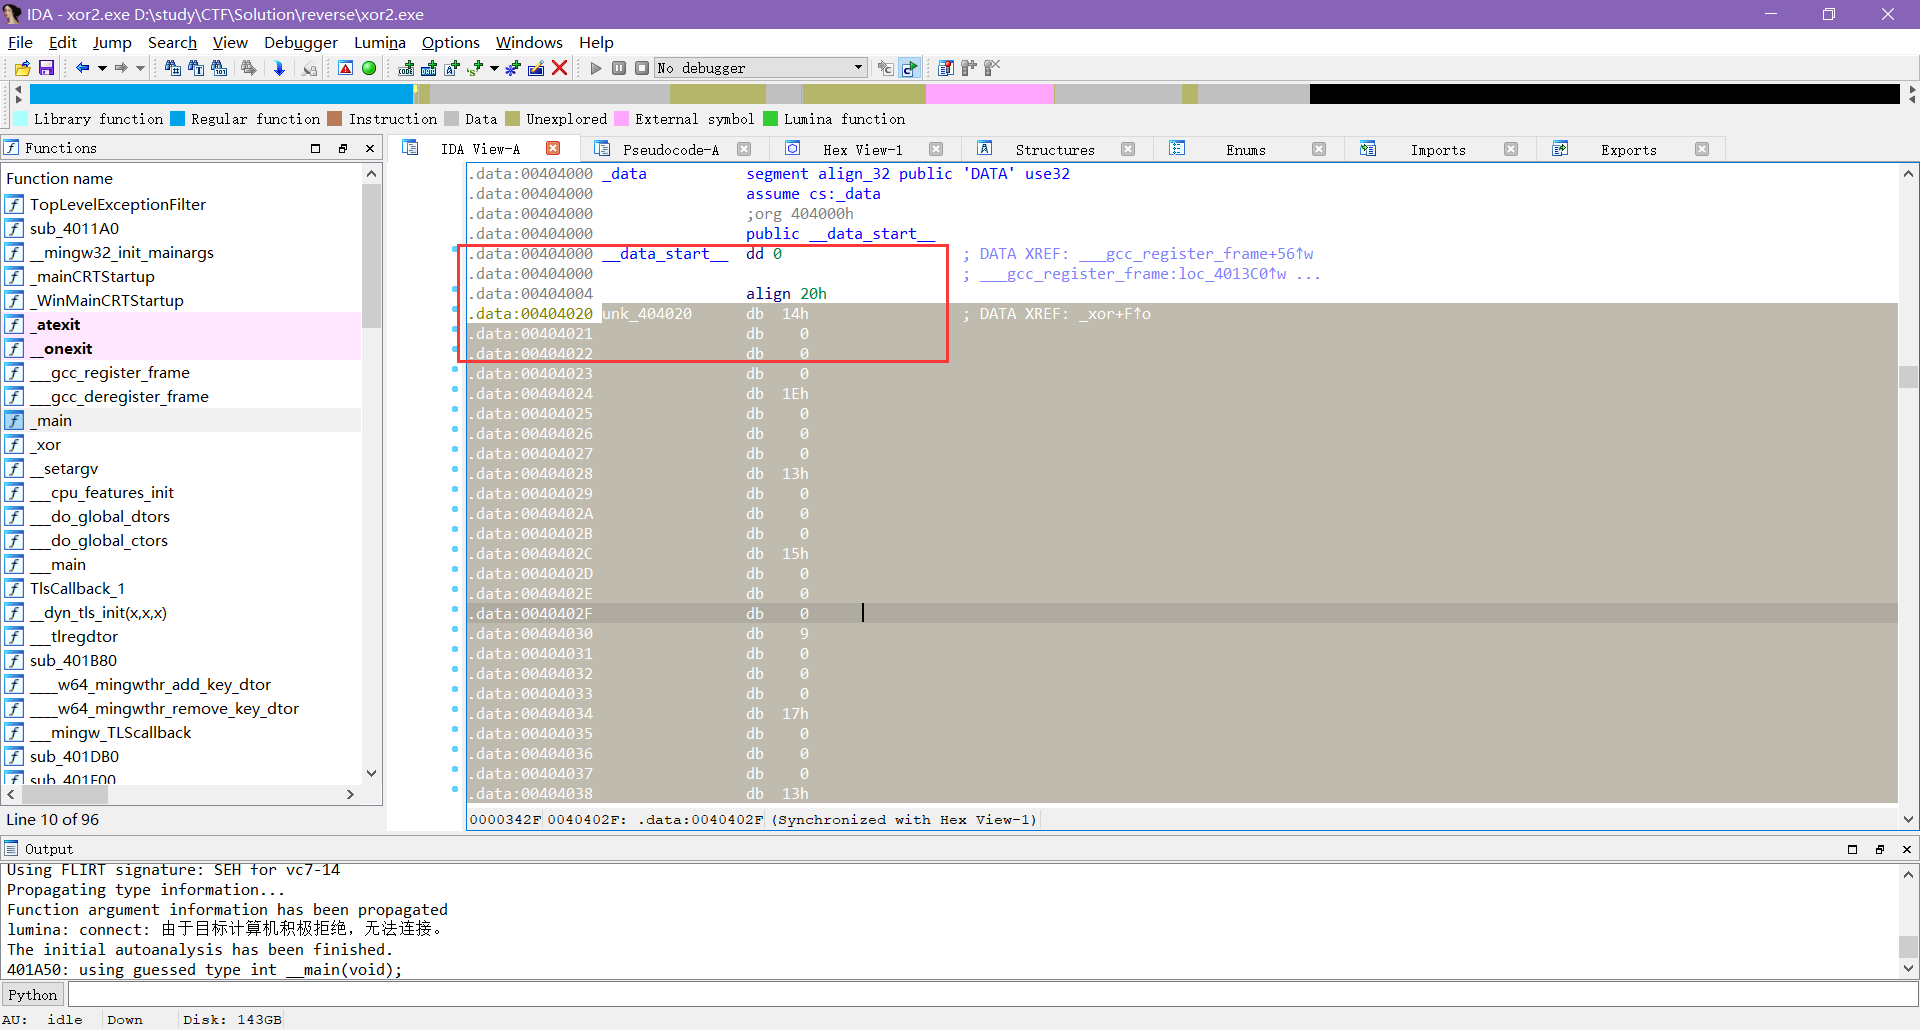 IDA - xor2.exe D:\study\CTF\Solution\reverse\xor2.exe
File Edit Jump Search View Debugger Lumina Options Windows Help
No debugger
Library function Regular function Instruction Data Unexplored External symbol Lumina function
Functions
IDA View-A Pseudocode-A Hex View-1 Structures Enums Imports Exports
Function name
TopLevelExceptionFilter
sub_4011A0
__mingw32_init_mainargs
_mainCRTStartup
_WinMainCRTStartup
_atexit
__onexit
___gcc_register_frame
___gcc_deregister_frame
_main
_xor
__setargv
___cpu_features_init
___do_global_dtors
___do_global_ctors
___main
TlsCallback_1
__dyn_tls_init(x,x,x)
___tlregdtor
sub_401B80
____w64_mingwthr_add_key_dtor
____w64_mingwthr_remove_key_dtor
___mingw_TLScallback
sub_401DB0
sub_401E00
Line 10 of 96
.data:00404000 _data segment align_32 public 'DATA' use32
.data:00404000 assume cs:_data
.data:00404000 ;org 404000h
.data:00404000 public __data_start__
.data:00404000 __data_start__ dd 0 ; DATA XREF: ___gcc_register_frame+56↑w
.data:00404000 ; ___gcc_register_frame:loc_4013C0↑w ...
.data:00404004 align 20h
.data:00404020 unk_404020 db 14h ; DATA XREF: _xor+F↑o
.data:00404021 db 0
.data:00404022 db 0
.data:00404023 db 0
.data:00404024 db 1Eh
.data:00404025 db 0
.data:00404026 db 0
.data:00404027 db 0
.data:00404028 db 13h
.data:00404029 db 0
.data:0040402A db 0
.data:0040402B db 0
.data:0040402C db 15h
.data:0040402D db 0
.data:0040402E db 0
.data:0040402F db 0
.data:00404030 db 9
.data:00404031 db 0
.data:00404032 db 0
.data:00404033 db 0
.data:00404034 db 17h
.data:00404035 db 0
.data:00404036 db 0
.data:00404037 db 0
.data:00404038 db 13h
0000342F 0040402F: .data:0040402F (Synchronized with Hex View-1)
Output
Using FLIRT signature: SEH for vc7-14
Propagating type information...
Function argument information has been propagated
lumina: connect: 由于目标计算机积极拒绝，无法连接。
The initial autoanalysis has been finished.
401A50: using guessed type int __main(void);
Python
AU: idle Down Disk: 143GB